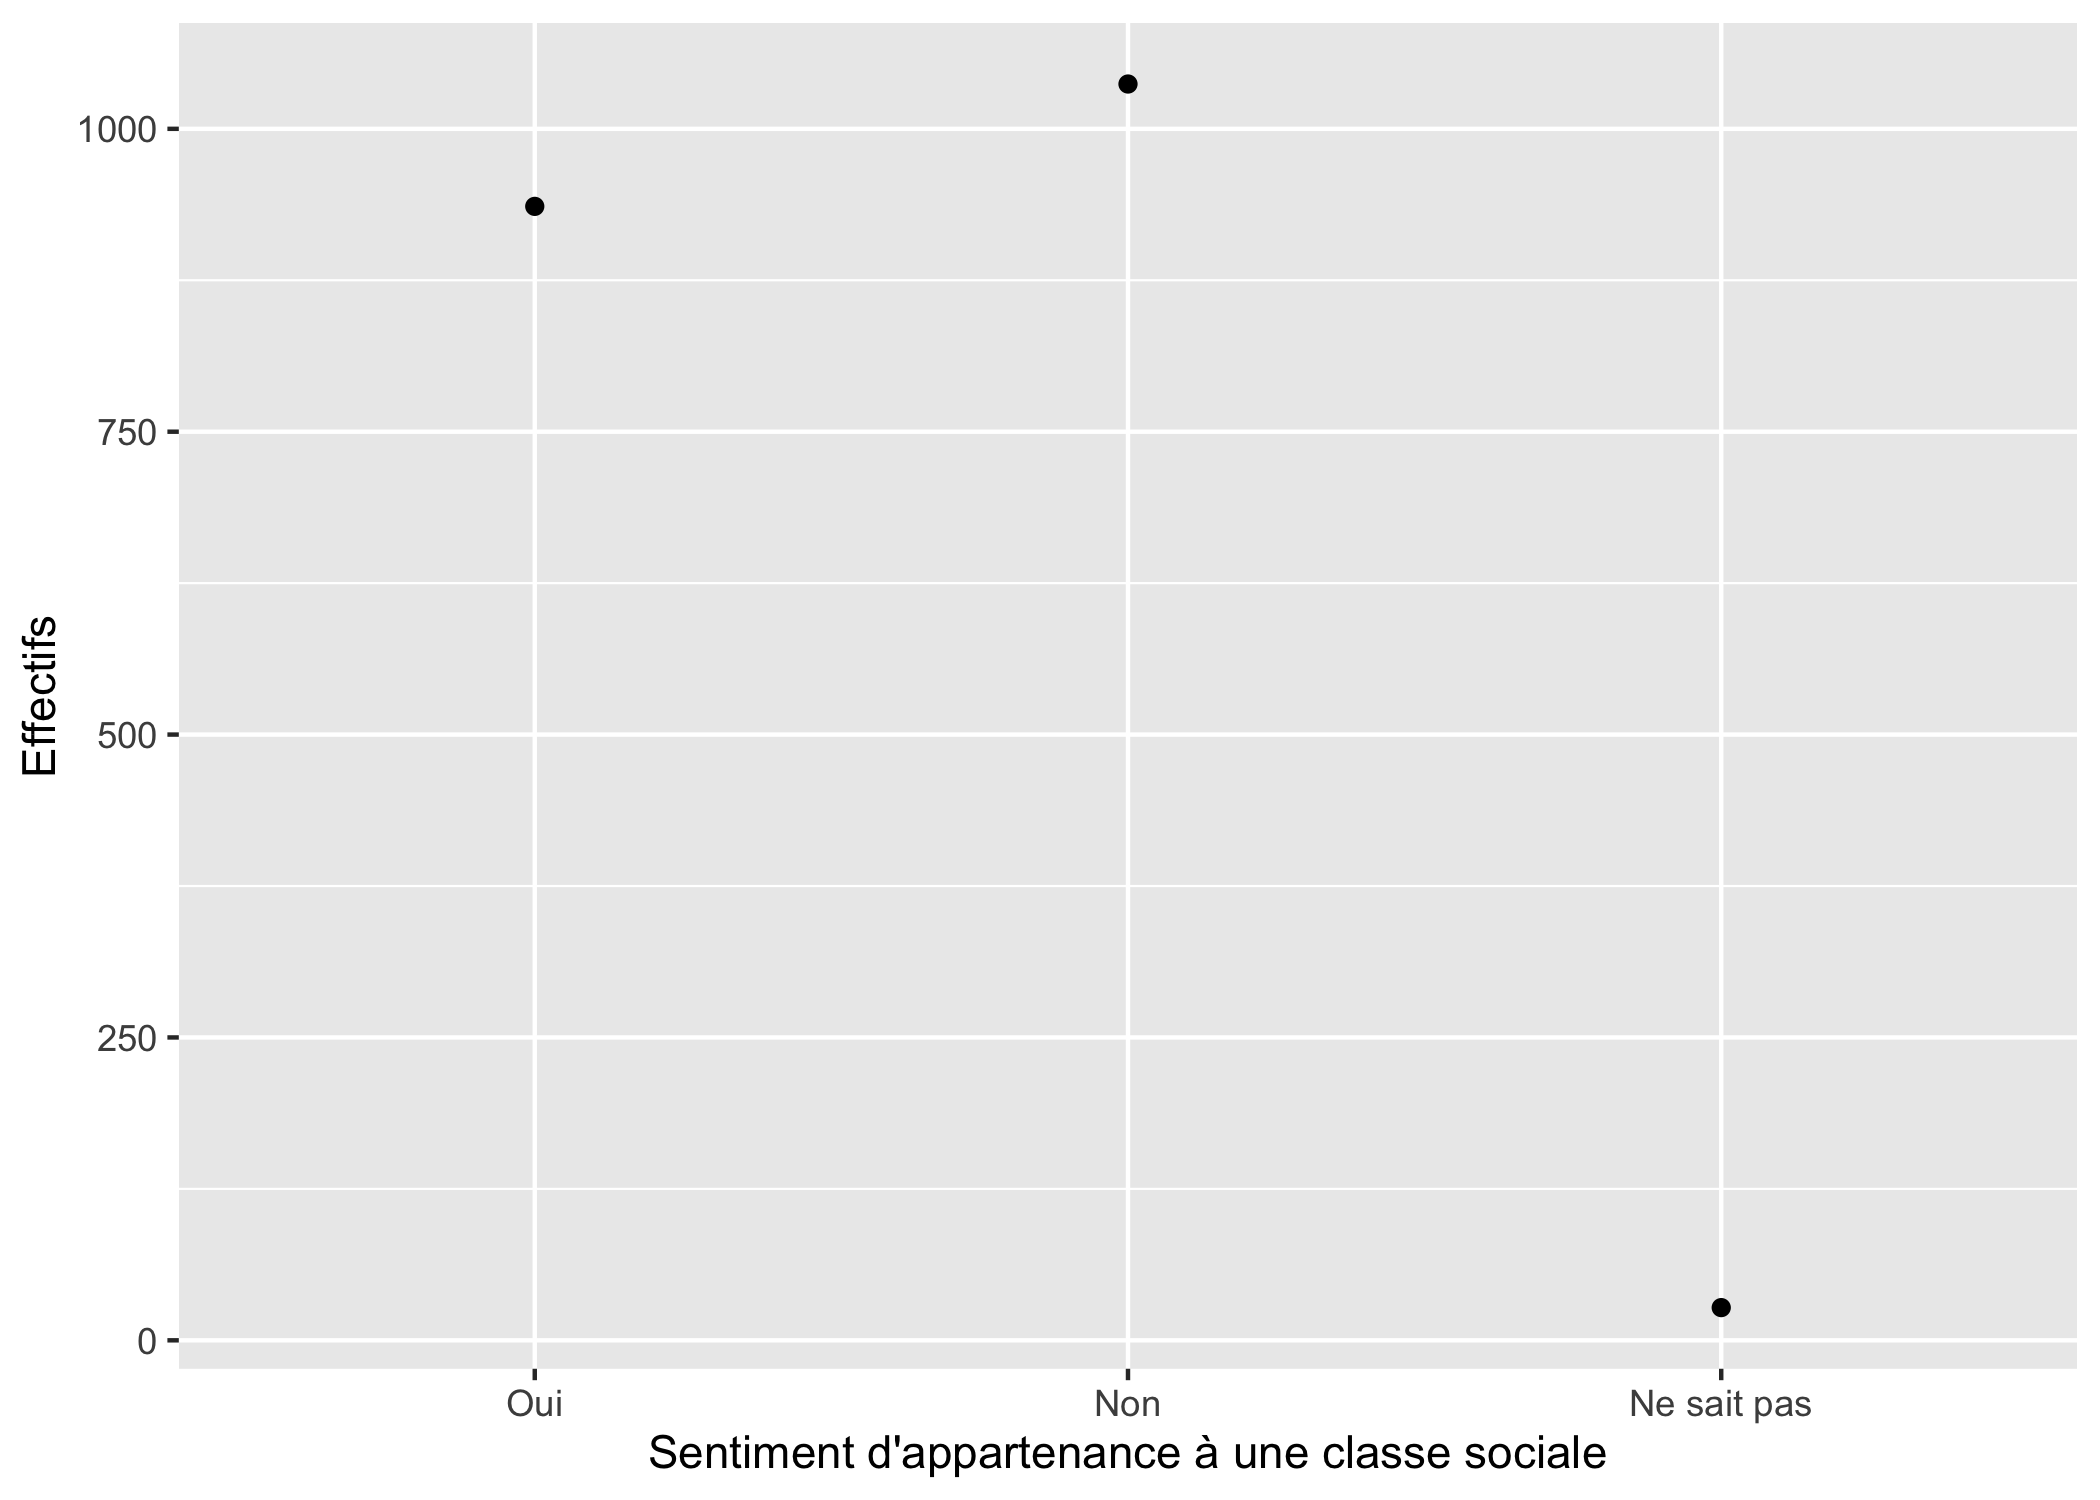 Effectifs
1000
750
500
250
0
Oui Non Ne sait pas
Sentiment d'appartenance à une classe sociale